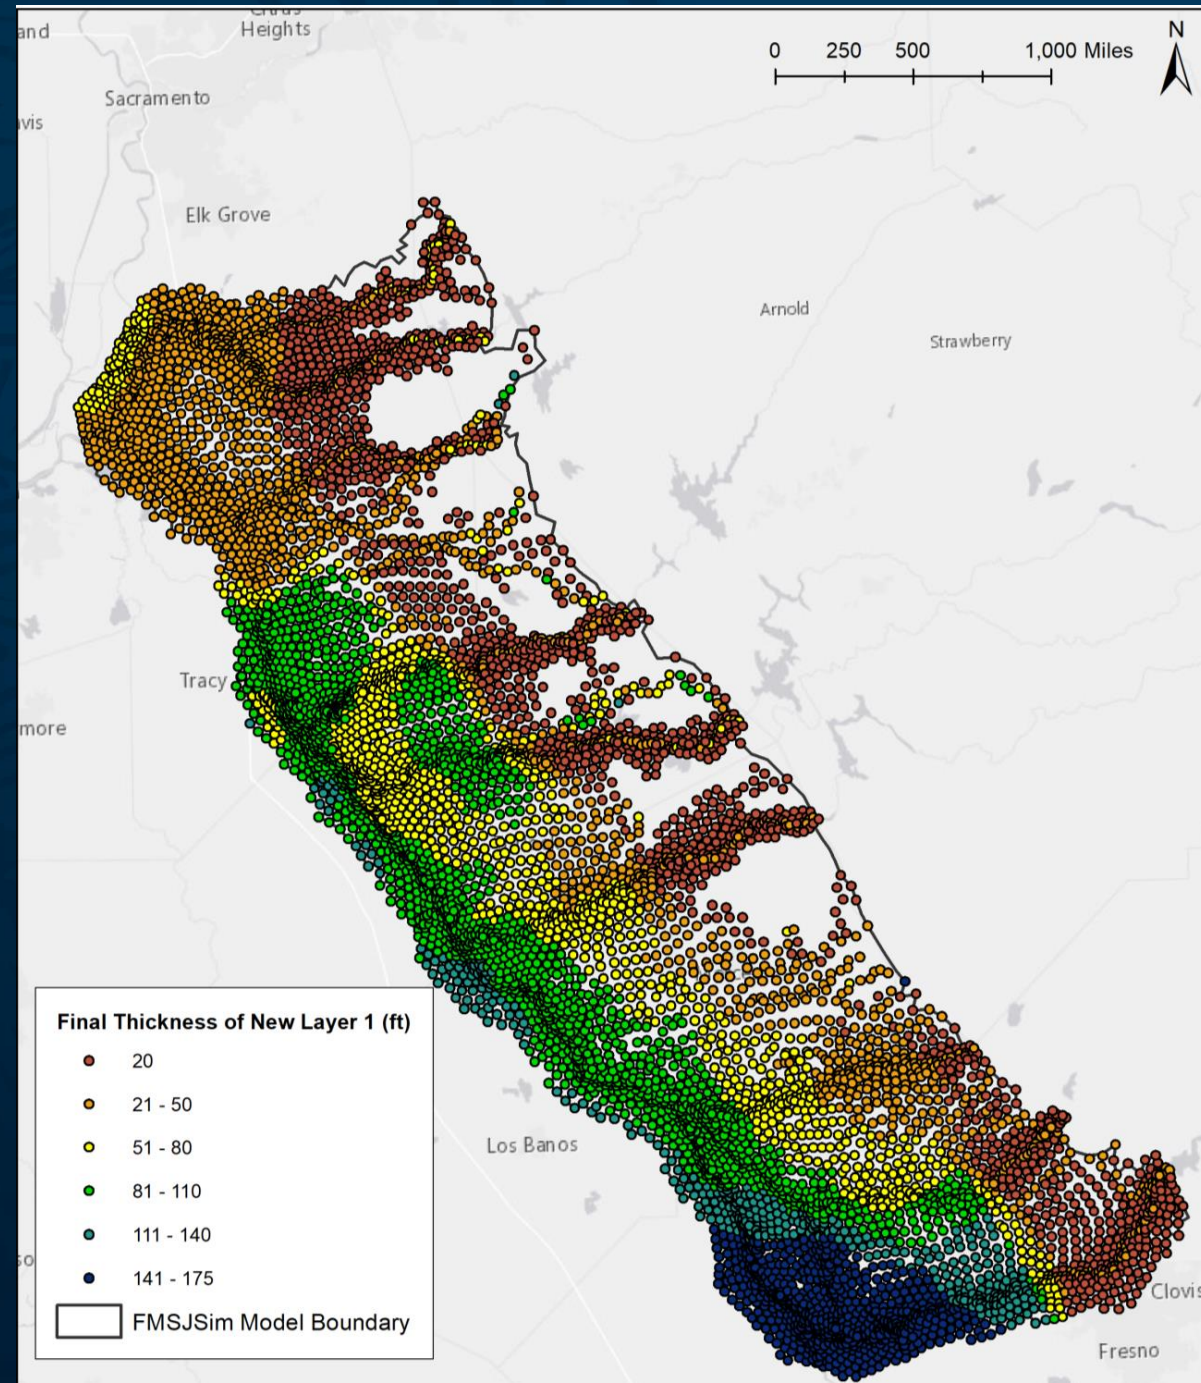 Heights
Sacramento
Elk Grove
0 250 500 1,000 Miles
N
Arnold
Strawberry
Tracy
more
Los Banos
Clovis
Fresno
Final Thickness of New Layer 1 (ft)
20
21 - 50
51 - 80
81 - 110
111 - 140
141 - 175
FMSJSim Model Boundary